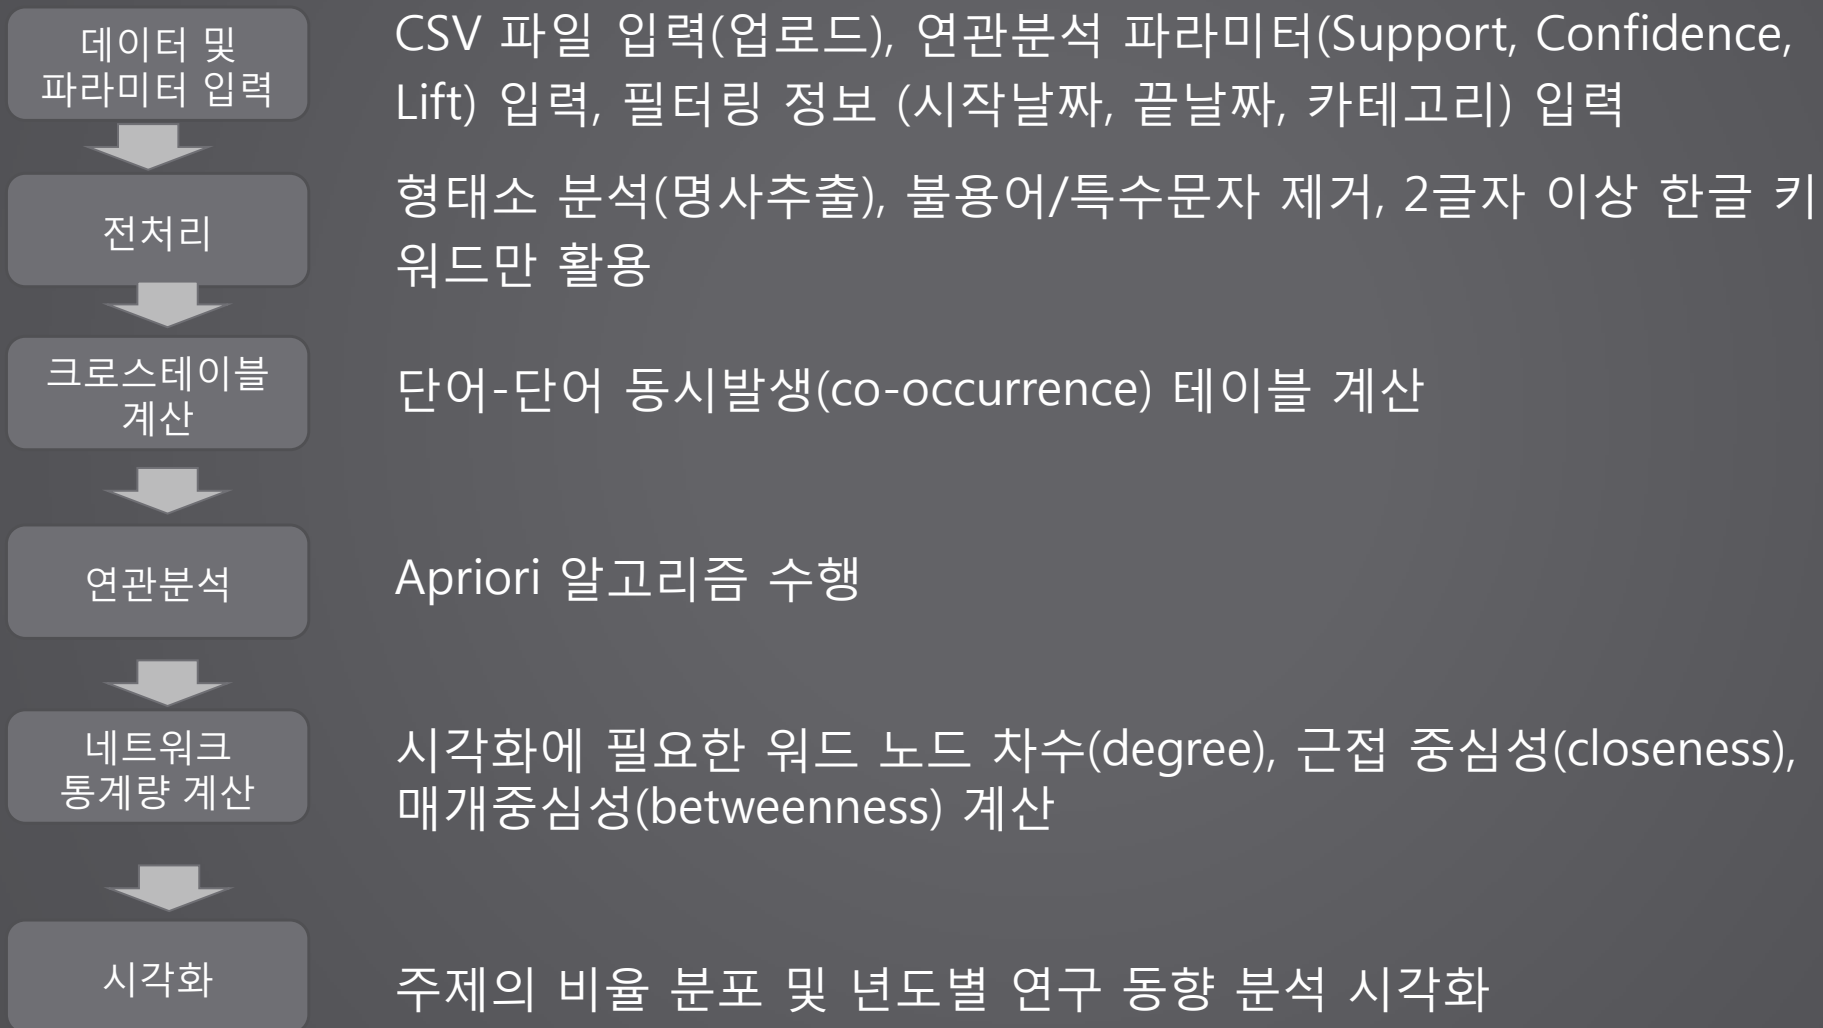 데이터 및
파라미터 입력
CSV 파일 입력(업로드), 연관분석 파라미터(Support, Confidence,
Lift) 입력, 필터링 정보 (시작날짜, 끝날짜, 카테고리) 입력
전처리
형태소 분석(명사추출), 불용어/특수문자 제거, 2글자 이상 한글 키
워드만 활용
크로스테이블
계산
단어-단어 동시발생(co-occurrence) 테이블 계산
연관분석
Apriori 알고리즘 수행
네트워크
통계량 계산
시각화에 필요한 워드 노드 차수(degree), 근접 중심성(closeness),
매개중심성(betweenness) 계산
시각화
주제의 비율 분포 및 년도별 연구 동향 분석 시각화